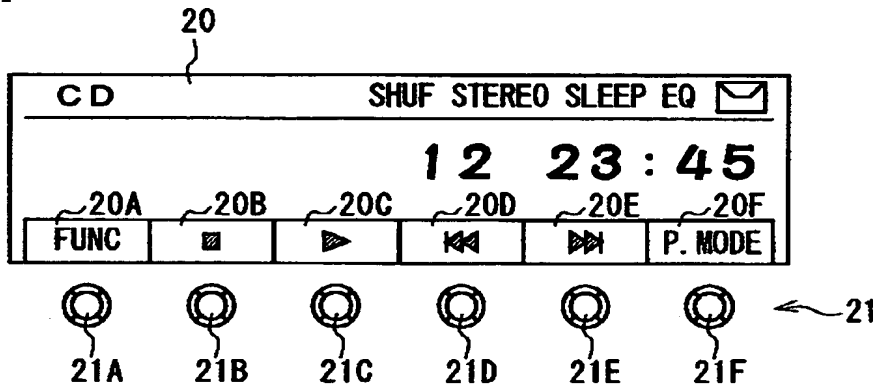 20
CD SHUF STEREO SLEEP EQ
12 23:45
20A 20B 20C 20D 20E 20F
FUNC P. MODE
21
21A 21B 21C 21D 21E 21F